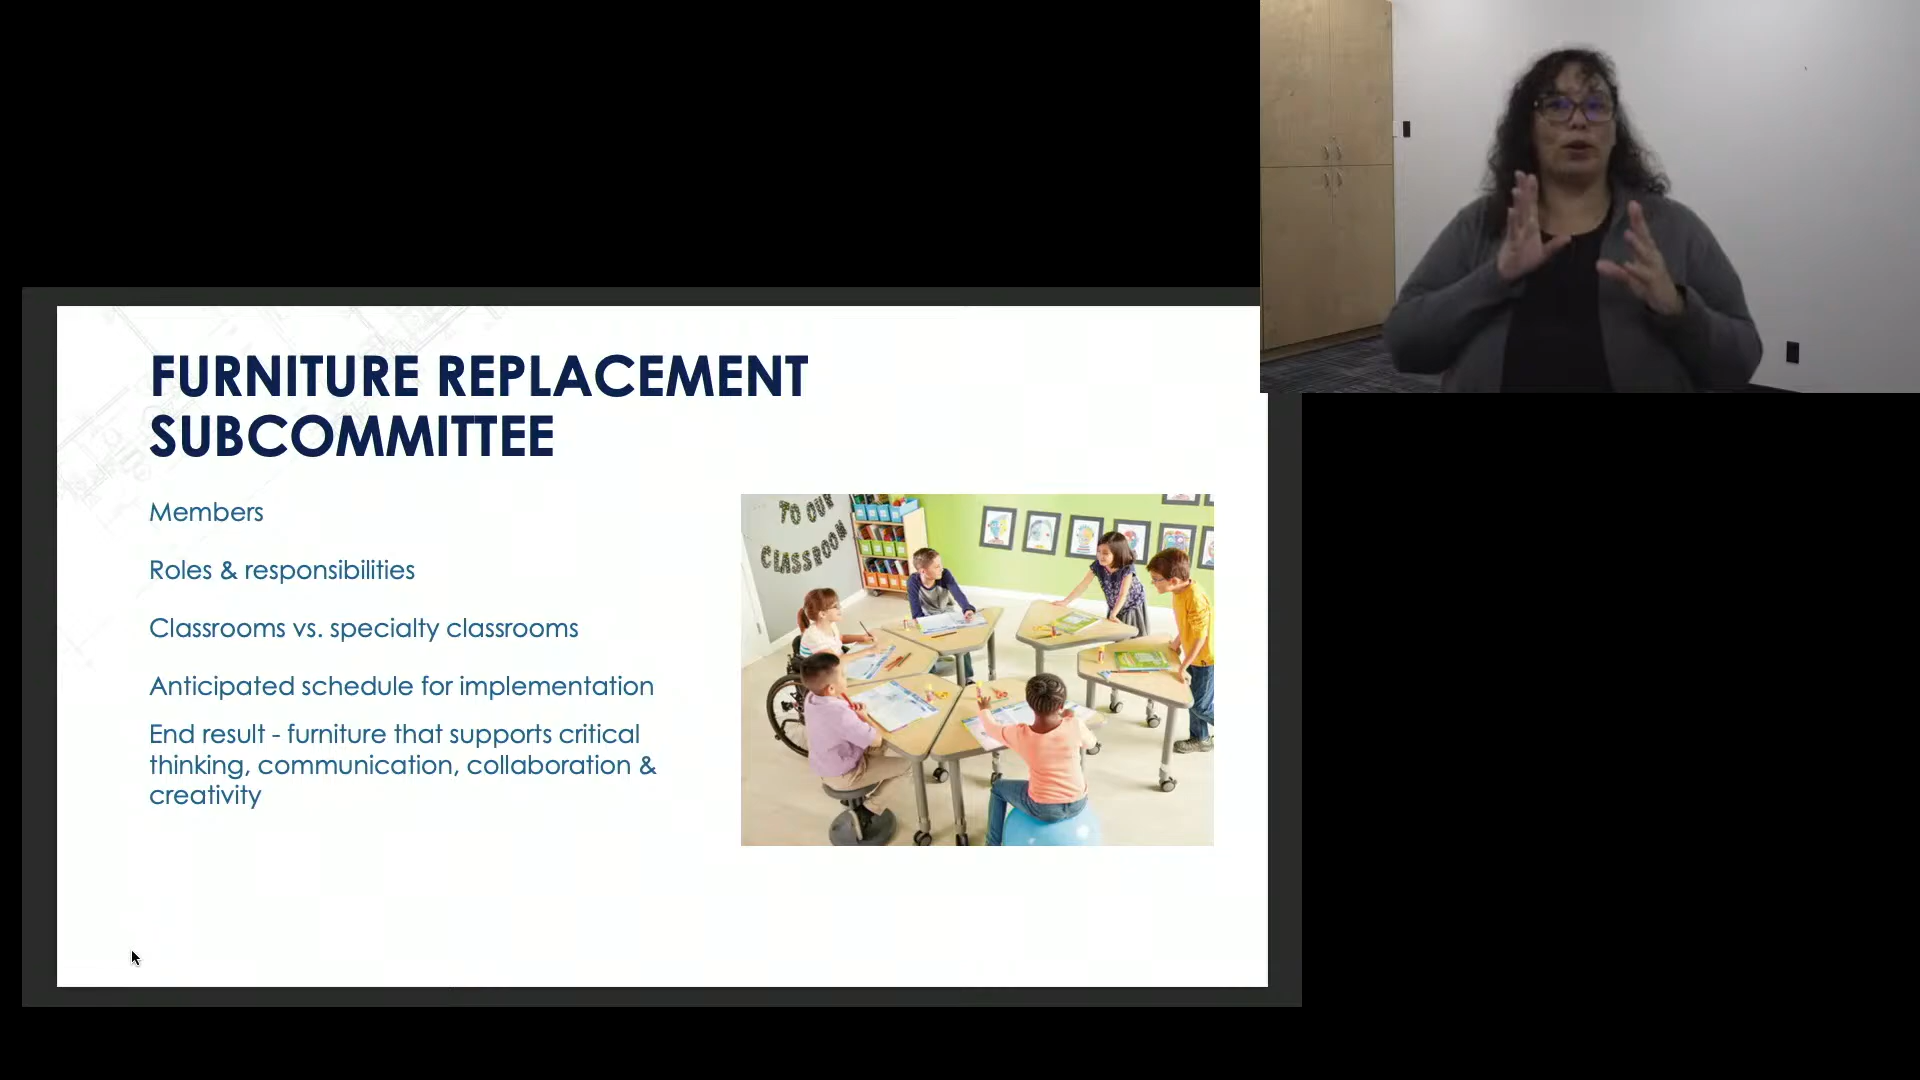 FURNITURE REPLACEMENT
SUBCOMMITTEE
Members
Roles & responsibilities
Classrooms vs. specialty classrooms
Anticipated schedule for implementation
End result - furniture that supports critical
thinking, communication, collaboration &
creativity
TO OUR
CLASSROOM